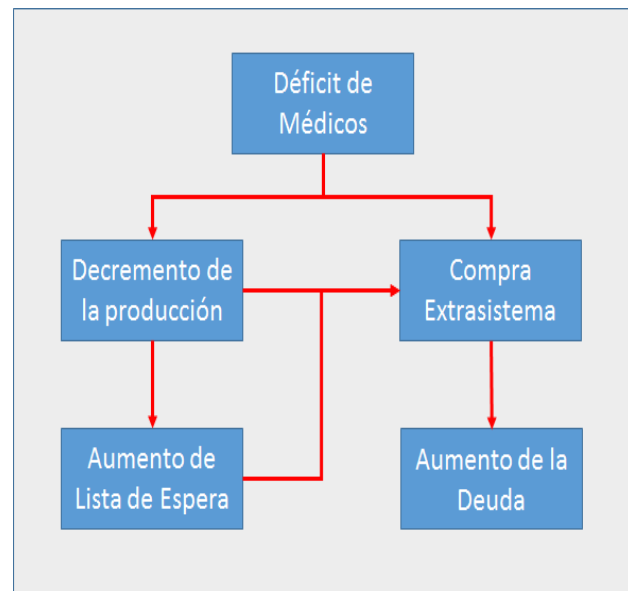 Déficit de
Médicos
Decremento de
la producción
Compra
Extrasistema
Aumento de
Lista de Espera
Aumento de la
Deuda